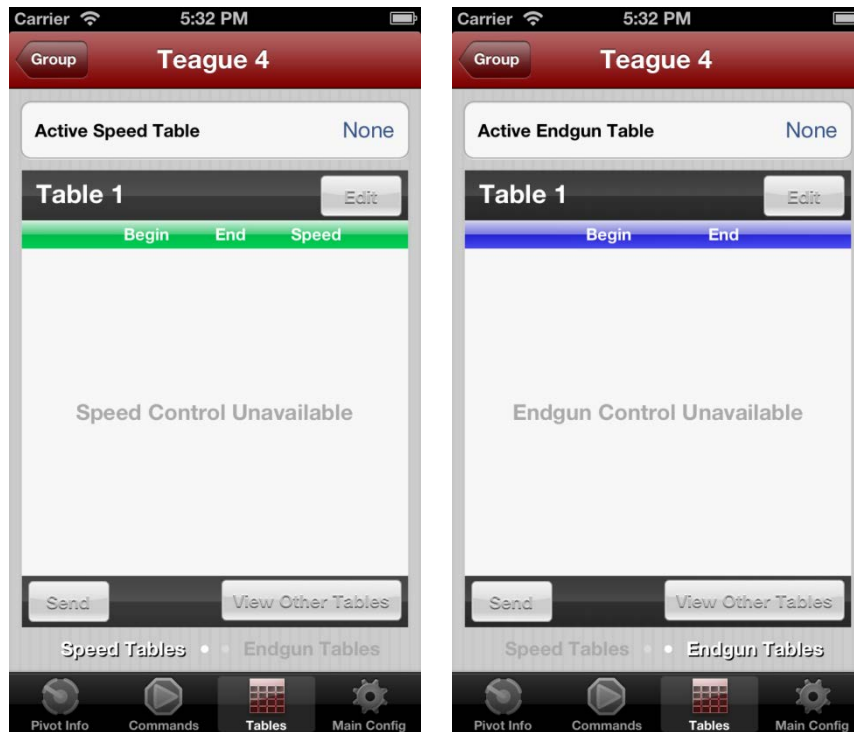 Carrier 5:32 PM
Group Teague 4
Active Speed Table None
Table 1 Edit
Begin End Speed
Speed Control Unavailable
Send View Other Tables
Speed Tables Endgun Tables
Pivot Info Commands Tables Main Config
Carrier 5:32 PM
Group Teague 4
Active Endgun Table None
Table 1 Edit
Begin End
Endgun Control Unavailable
Send View Other Tables
Speed Tables Endgun Tables
Pivot Info Commands Tables Main Config